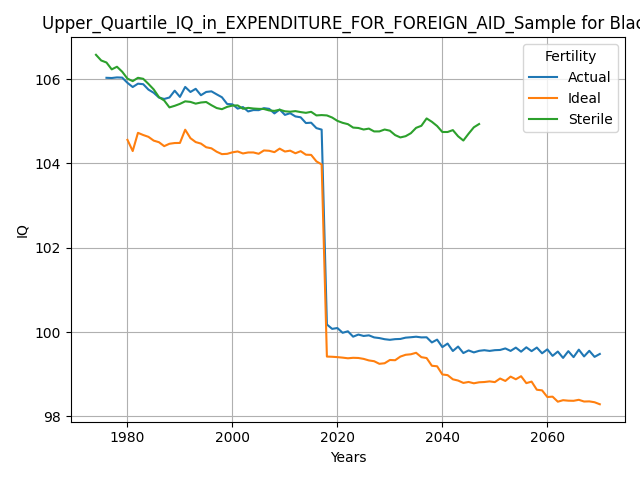 Upper_Quartile_IQ_in_EXPENDITURE_FOR_FOREIGN_AID_Sample for Blac
Fertility
Actual
Ideal
Sterile
106
104
102
100
98
IQ
1980
2000
2020
2040
2060
Years